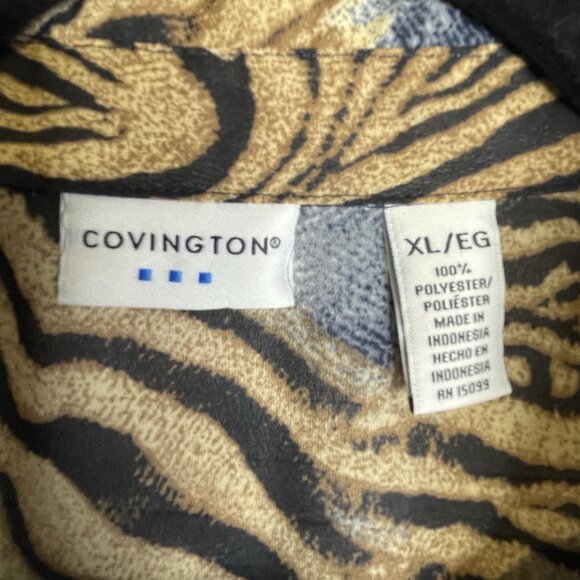 COVINGTON®
XL/EG
100%
POLYESTER/
POLIÉSTER
MADE IN
INDONESIA
HECHO EN
INDONESIA
RN 15099